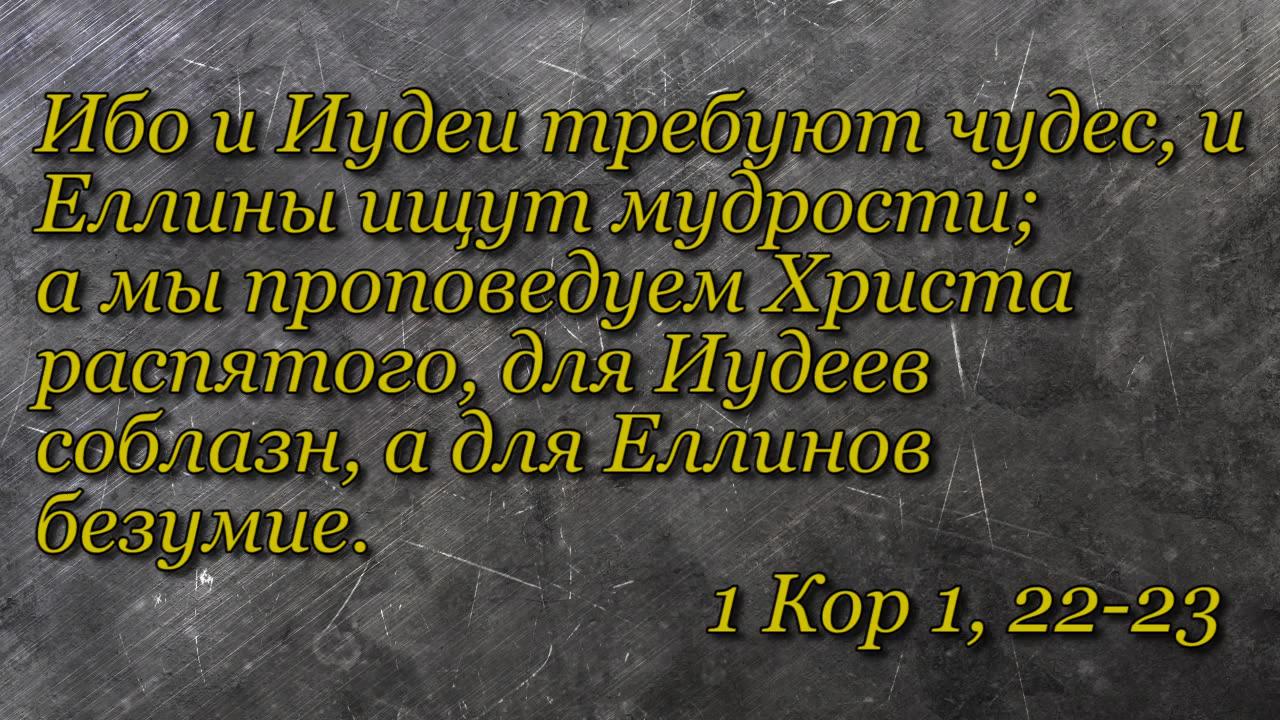 Ибо и Иудеи требуют чудес, и
Еллины ищут мудрости;
а мы проповедуем Христа
распятого, для Иудеев
соблазн, а для Еллинов
безумие.
1 Кор 1, 22-23